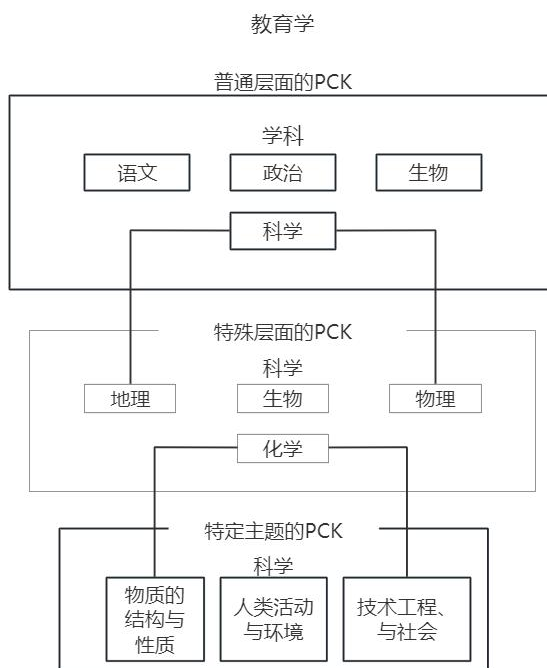 教育学
普通层面的PCK
学科
语文
政治
生物
科学
特殊层面的PCK
科学
地理
生物
物理
化学
特定主题的PCK
科学
物质的
结构与
性质
人类活动
与环境
技术工程、
与社会